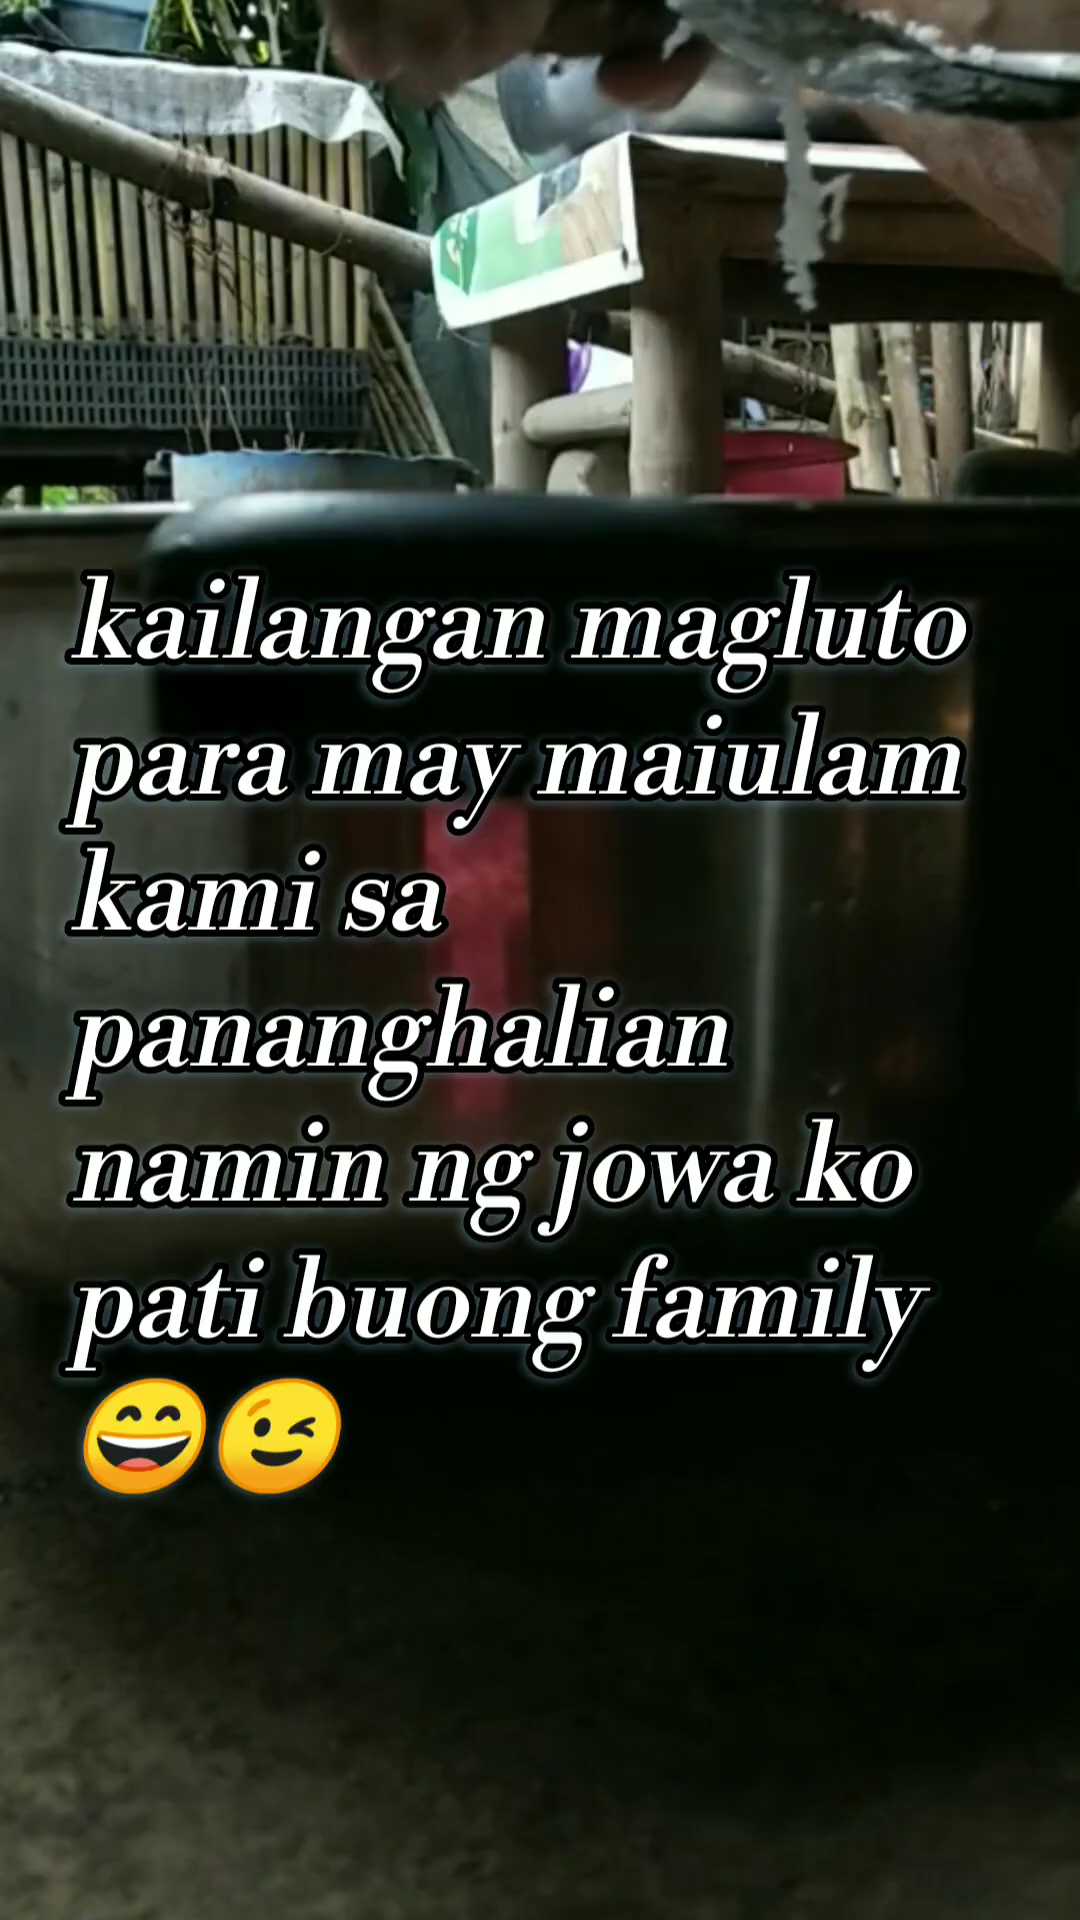 kailangan magluto
para may maiulam
kami sa
pananghalian
namin ng jowa ko
pati buong family
😄😉